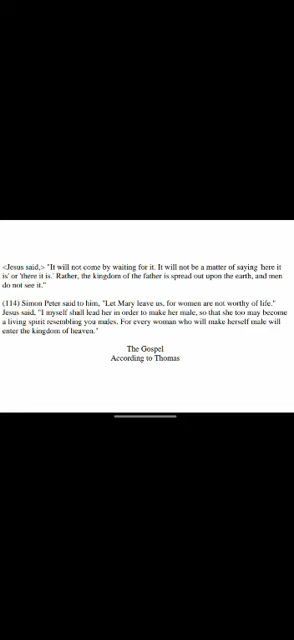 <Jesus said,> "It will not come by waiting for it. It will not be a matter of saying 'here it
is' or 'there it is.' Rather, the kingdom of the father is spread out upon the earth, and men
do not see it."
(114) Simon Peter said to him, "Let Mary leave us, for women are not worthy of life."
Jesus said, "I myself shall lead her in order to make her male, so that she too may become
a living spirit resembling you males. For every woman who will make herself male will
enter the kingdom of heaven."
The Gospel
According to Thomas